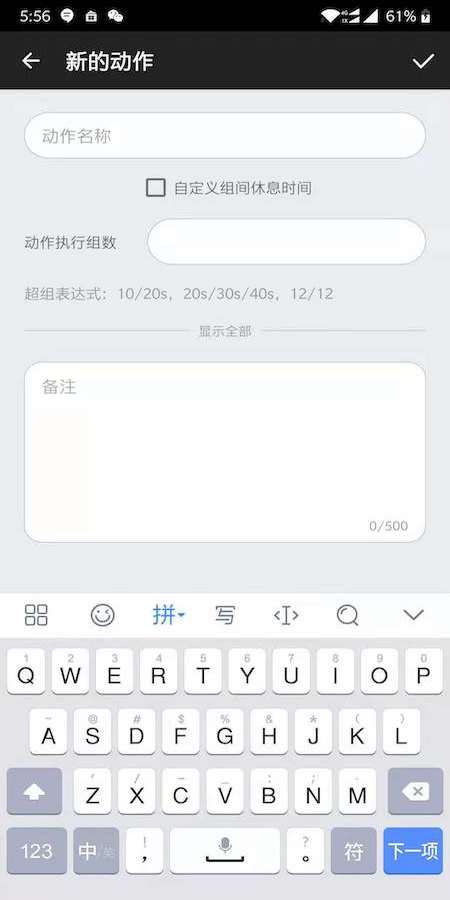 5:56 4G 1X 61%
新的动作
动作名称
自定义组间休息时间
动作执行组数
超组表达式：10/20s，20s/30s/40s，12/12
显示全部
备注
0/500
拼 写
1 2 3 4 5 6 7 8 9 0
Q W E R T Y U I O P
~ @ # $ % & * ( )
A S D F G H J K L
' / - _ : ; .
Z X C V B N M
! ?
123 中/英 ， 。 符 下一项